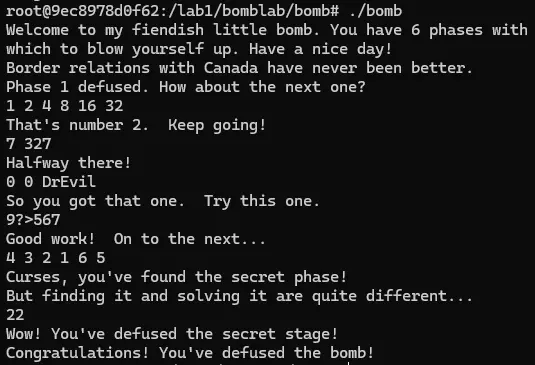 root@9ec8978d0f62:/lab1/bomblab/bomb# ./bomb
Welcome to my fiendish little bomb. You have 6 phases with
which to blow yourself up. Have a nice day!
Border relations with Canada have never been better.
Phase 1 defused. How about the next one?
1 2 4 8 16 32
That's number 2.  Keep going!
7 327
Halfway there!
0 0 DrEvil
So you got that one.  Try this one.
9?>567
Good work!  On to the next...
4 3 2 1 6 5
Curses, you've found the secret phase!
But finding it and solving it are quite different...
22
Wow! You've defused the secret stage!
Congratulations! You've defused the bomb!